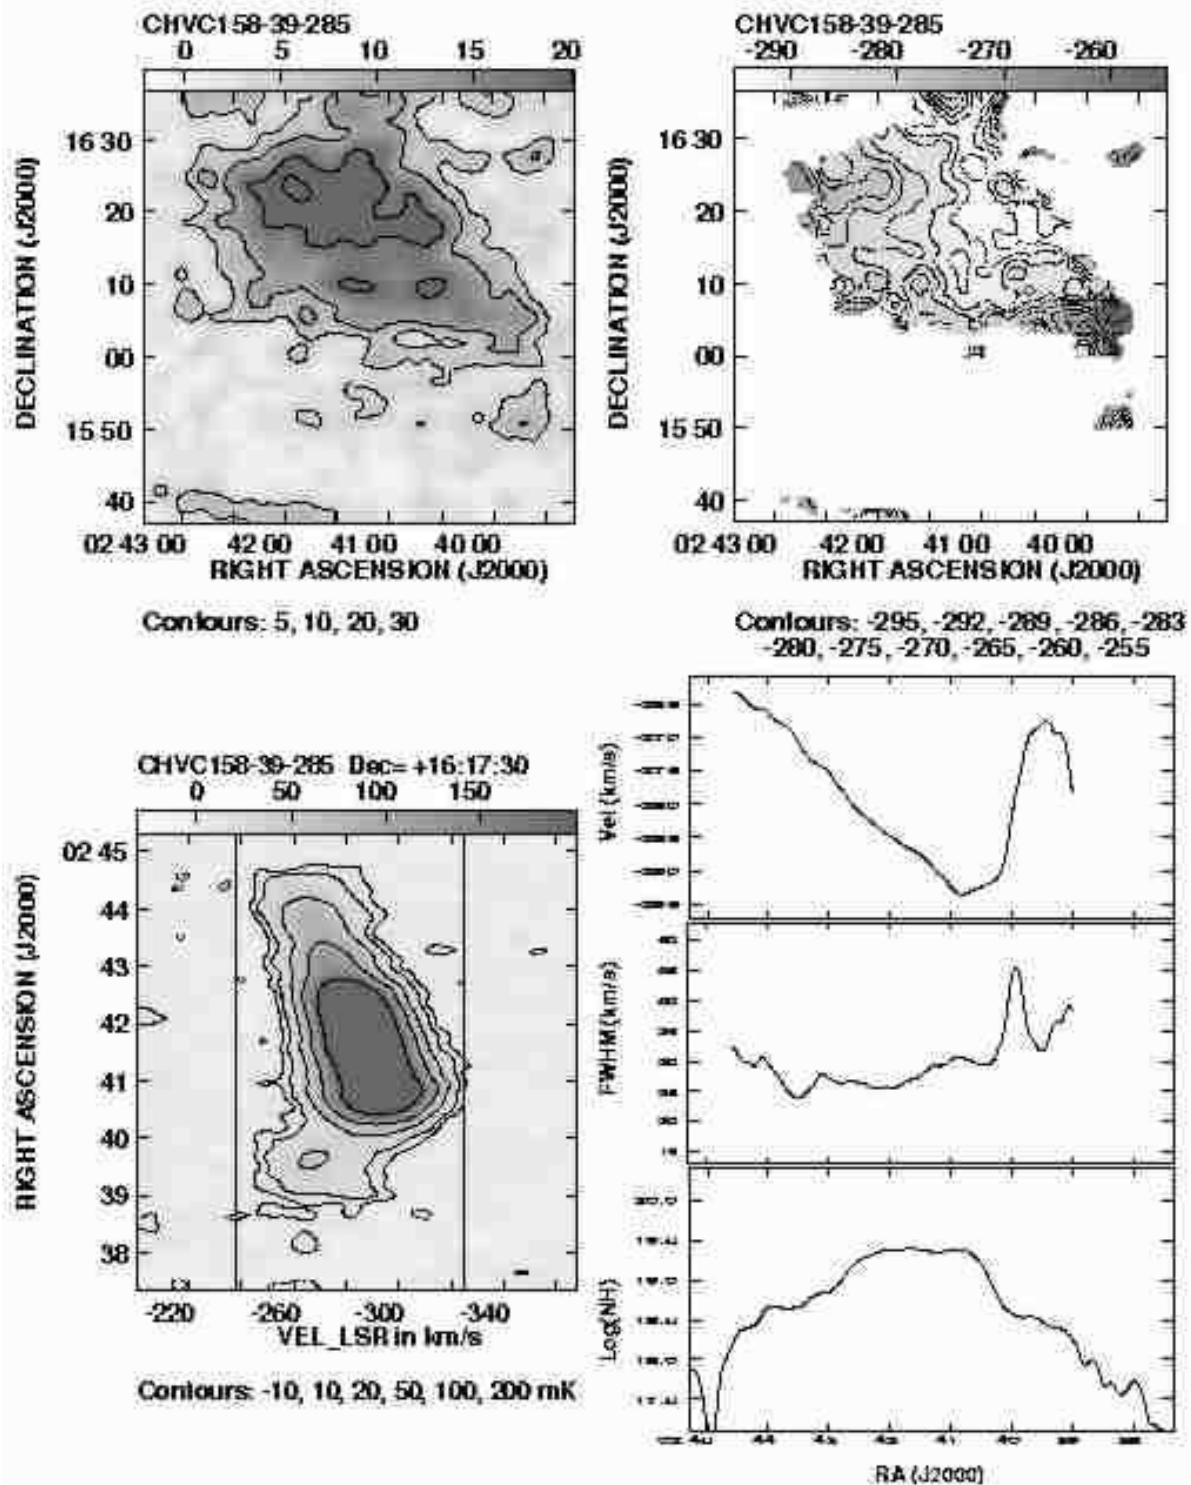 CHVC158-39-285
0 5 10 15 20
DECLINATION (J2000)
16 30
20
10
00
15 50
40
02 43 00 42 00 41 00 40 00
RIGHT ASCENSION (J2000)
Contours: 5, 10, 20, 30
CHVC158-39-285
-290 -280 -270 -260
DECLINATION (J2000)
16 30
20
10
00
15 50
40
02 43 00 42 00 41 00 40 00
RIGHT ASCENSION (J2000)
Contours: -295, -292, -289, -286, -283
-280, -275, -270, -265, -260, -255
CHVC158-39-285 Dec= +16:17:30
0 50 100 150
RIGHT ASCENSION (J2000)
02 45
44
43
42
41
40
39
38
-220 -260 -300 -340
VEL_LSR in km/s
Contours: -10, 10, 20, 50, 100, 200 mK
Vel (km/s)
FWHM (km/s)
Log(NH)
RA (J2000)